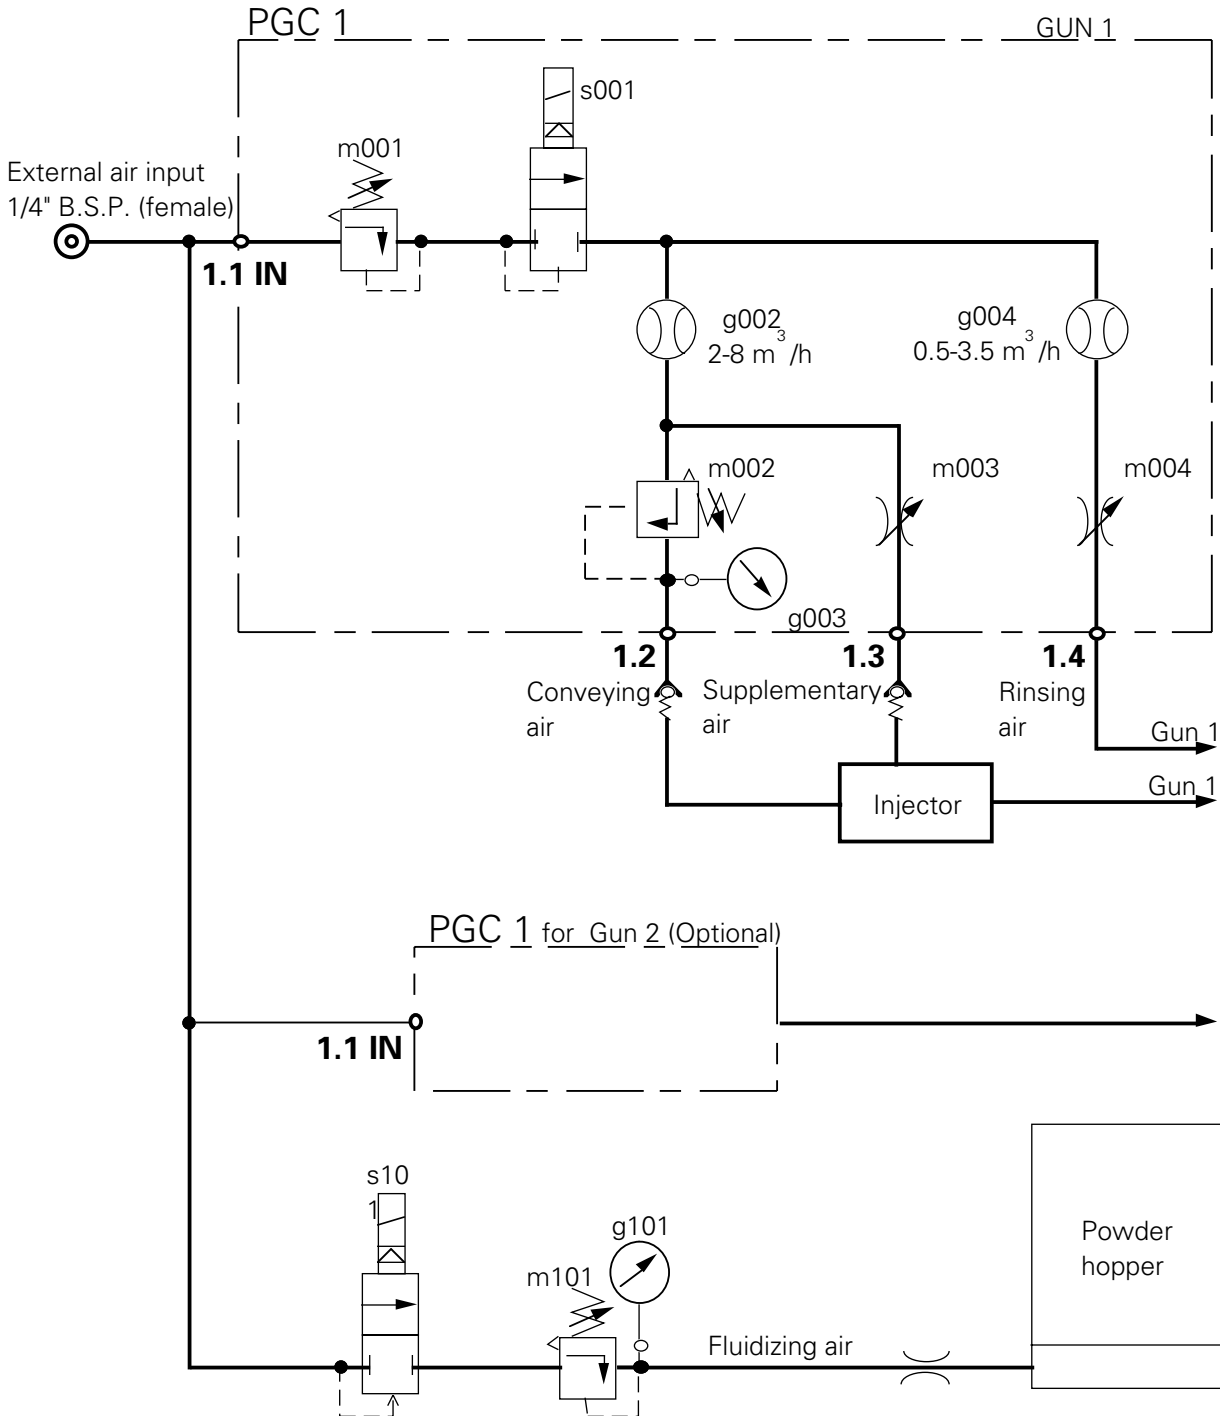 PGC 1
GUN 1
s001
m001
External air input
1/4" B.S.P. (female)
1.1 IN
g002
2-8 m³/h
g004
0.5-3.5 m³/h
m002
m003
m004
g003
1.2
1.3
1.4
Conveying
air
Supplementary
air
Rinsing
air
Gun 1
Gun 1
Injector
PGC 1 for Gun 2 (Optional)
1.1 IN
s10
1
g101
m101
Powder
hopper
Fluidizing air